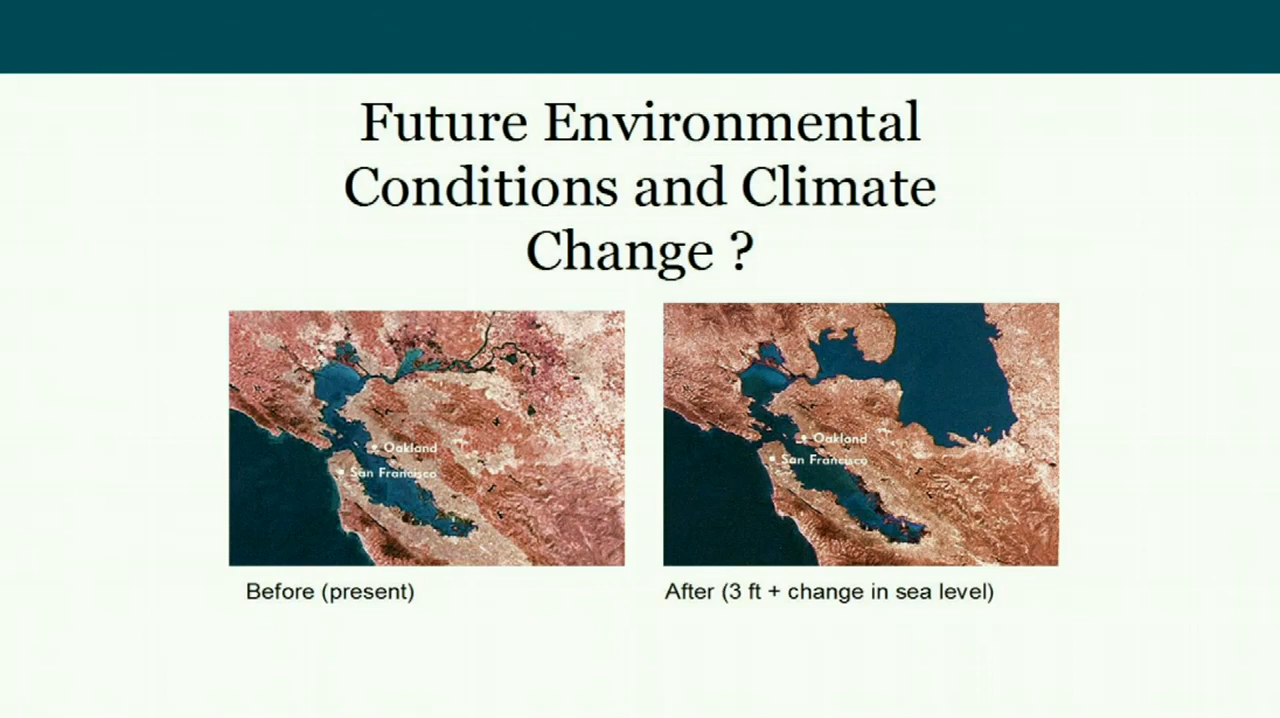 Future Environmental
Conditions and Climate
Change ?
Oakland
San Francisco
Oakland
San Francisco
Before (present)
After (3 ft + change in sea level)